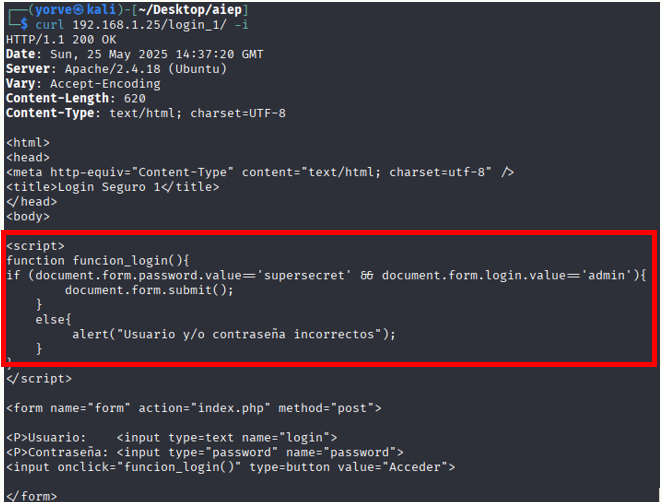 ┌──(yorve㉿kali)-[~/Desktop/aiep]
└─$ curl 192.168.1.25/login_1/ -i
HTTP/1.1 200 OK
Date: Sun, 25 May 2025 14:37:20 GMT
Server: Apache/2.4.18 (Ubuntu)
Vary: Accept-Encoding
Content-Length: 620
Content-Type: text/html; charset=UTF-8
<html>
<head>
<meta http-equiv="Content-Type" content="text/html; charset=utf-8" />
<title>Login Seguro 1</title>
</head>
<body>
<script>
function funcion_login(){
if (document.form.password.value=='supersecret' && document.form.login.value=='admin'){
document.form.submit();
}
else{
alert("Usuario y/o contraseña incorrectos");
}
}
</script>
<form name="form" action="index.php" method="post">
<P>Usuario: <input type=text name="login">
<P>Contraseña: <input type="password" name="password">
<input onclick="funcion_login()" type=button value="Acceder">
</form>